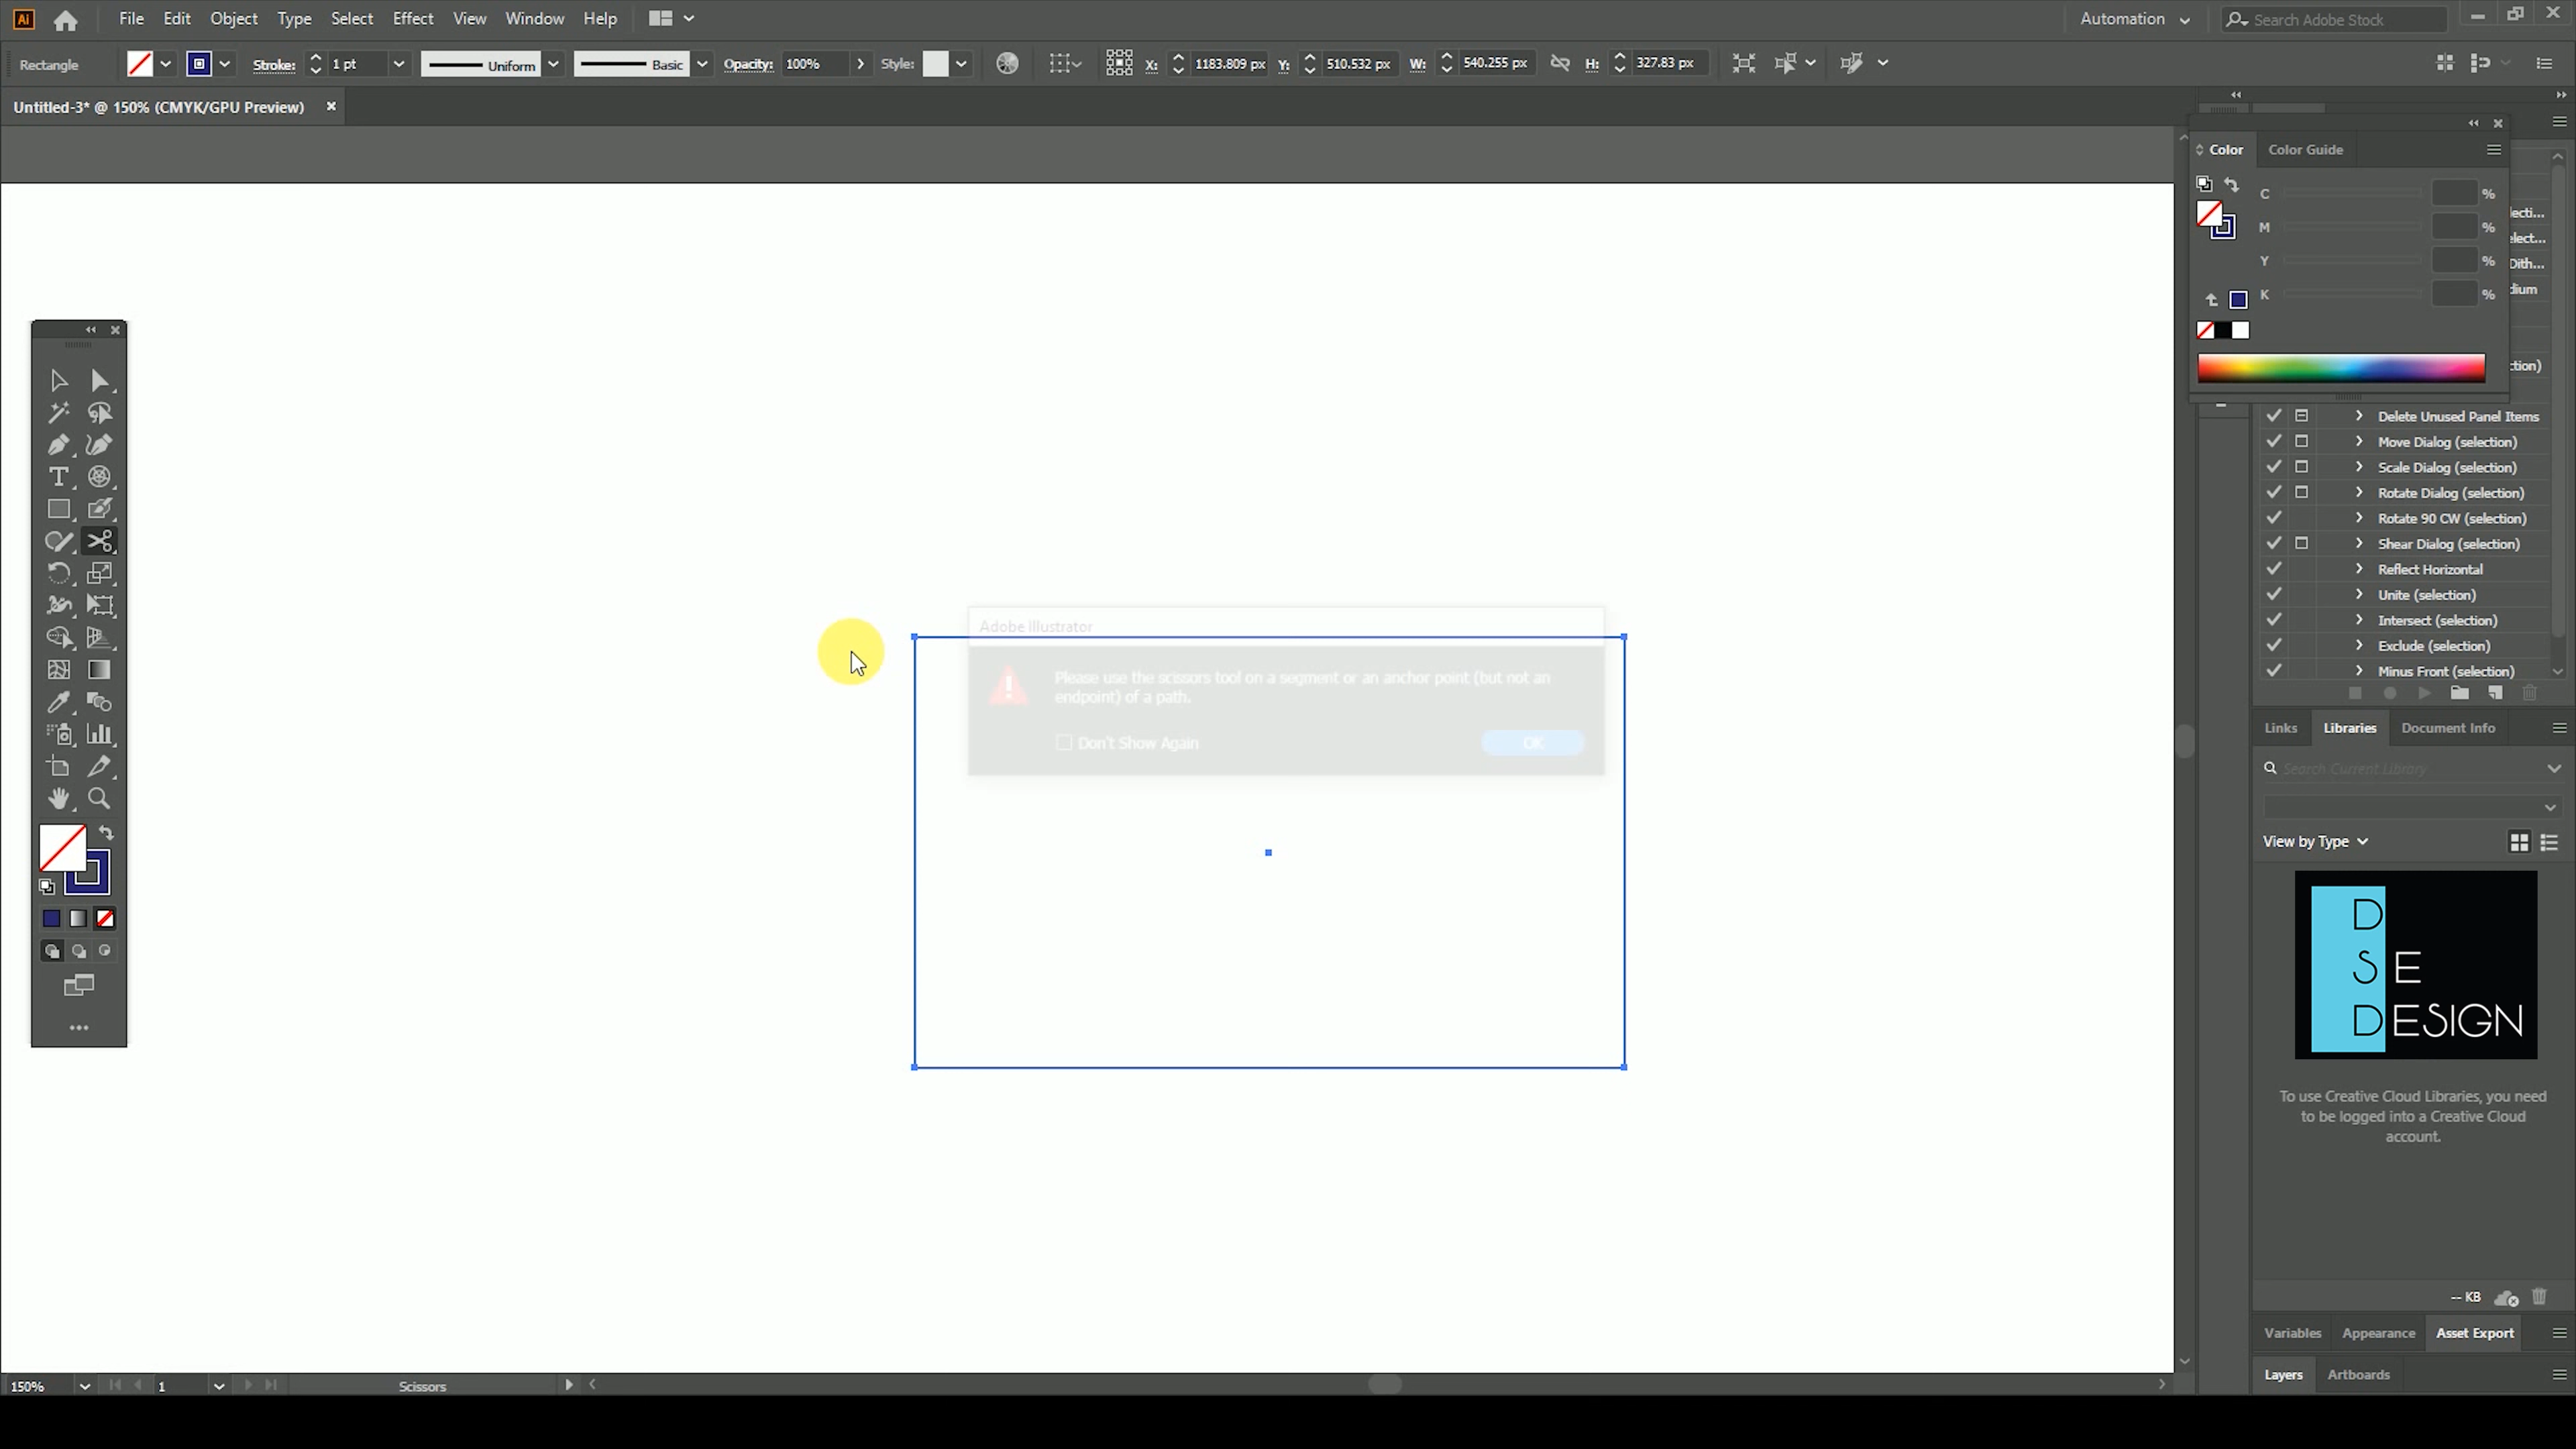 Ai File Edit Object Type Select Effect View Window Help Automation Search Adobe Stock
Rectangle Stroke: 1 pt Uniform Basic Opacity: 100% Style: X: 1183.809 px Y: 510.532 px W: 540.255 px H: 327.83 px
Untitled-3* @ 150% (CMYK/GPU Preview)
Color Color Guide
C %
M %
Y %
K %
lecti...
elect...
Dith...
dium
ction)
Delete Unused Panel Items
Move Dialog (selection)
Scale Dialog (selection)
Rotate Dialog (selection)
Rotate 90 CW (selection)
Shear Dialog (selection)
Reflect Horizontal
Unite (selection)
Intersect (selection)
Exclude (selection)
Minus Front (selection)
Adobe Illustrator
Please use the scissors tool on a segment or an anchor point (but not an
endpoint) of a path.
Don't Show Again OK
Links Libraries Document Info
Search Current Library
View by Type
D
S E
DESIGN
To use Creative Cloud Libraries, you need
to be logged into a Creative Cloud
account.
-- KB
Variables Appearance Asset Export
Layers Artboards
150% 1 Scissors